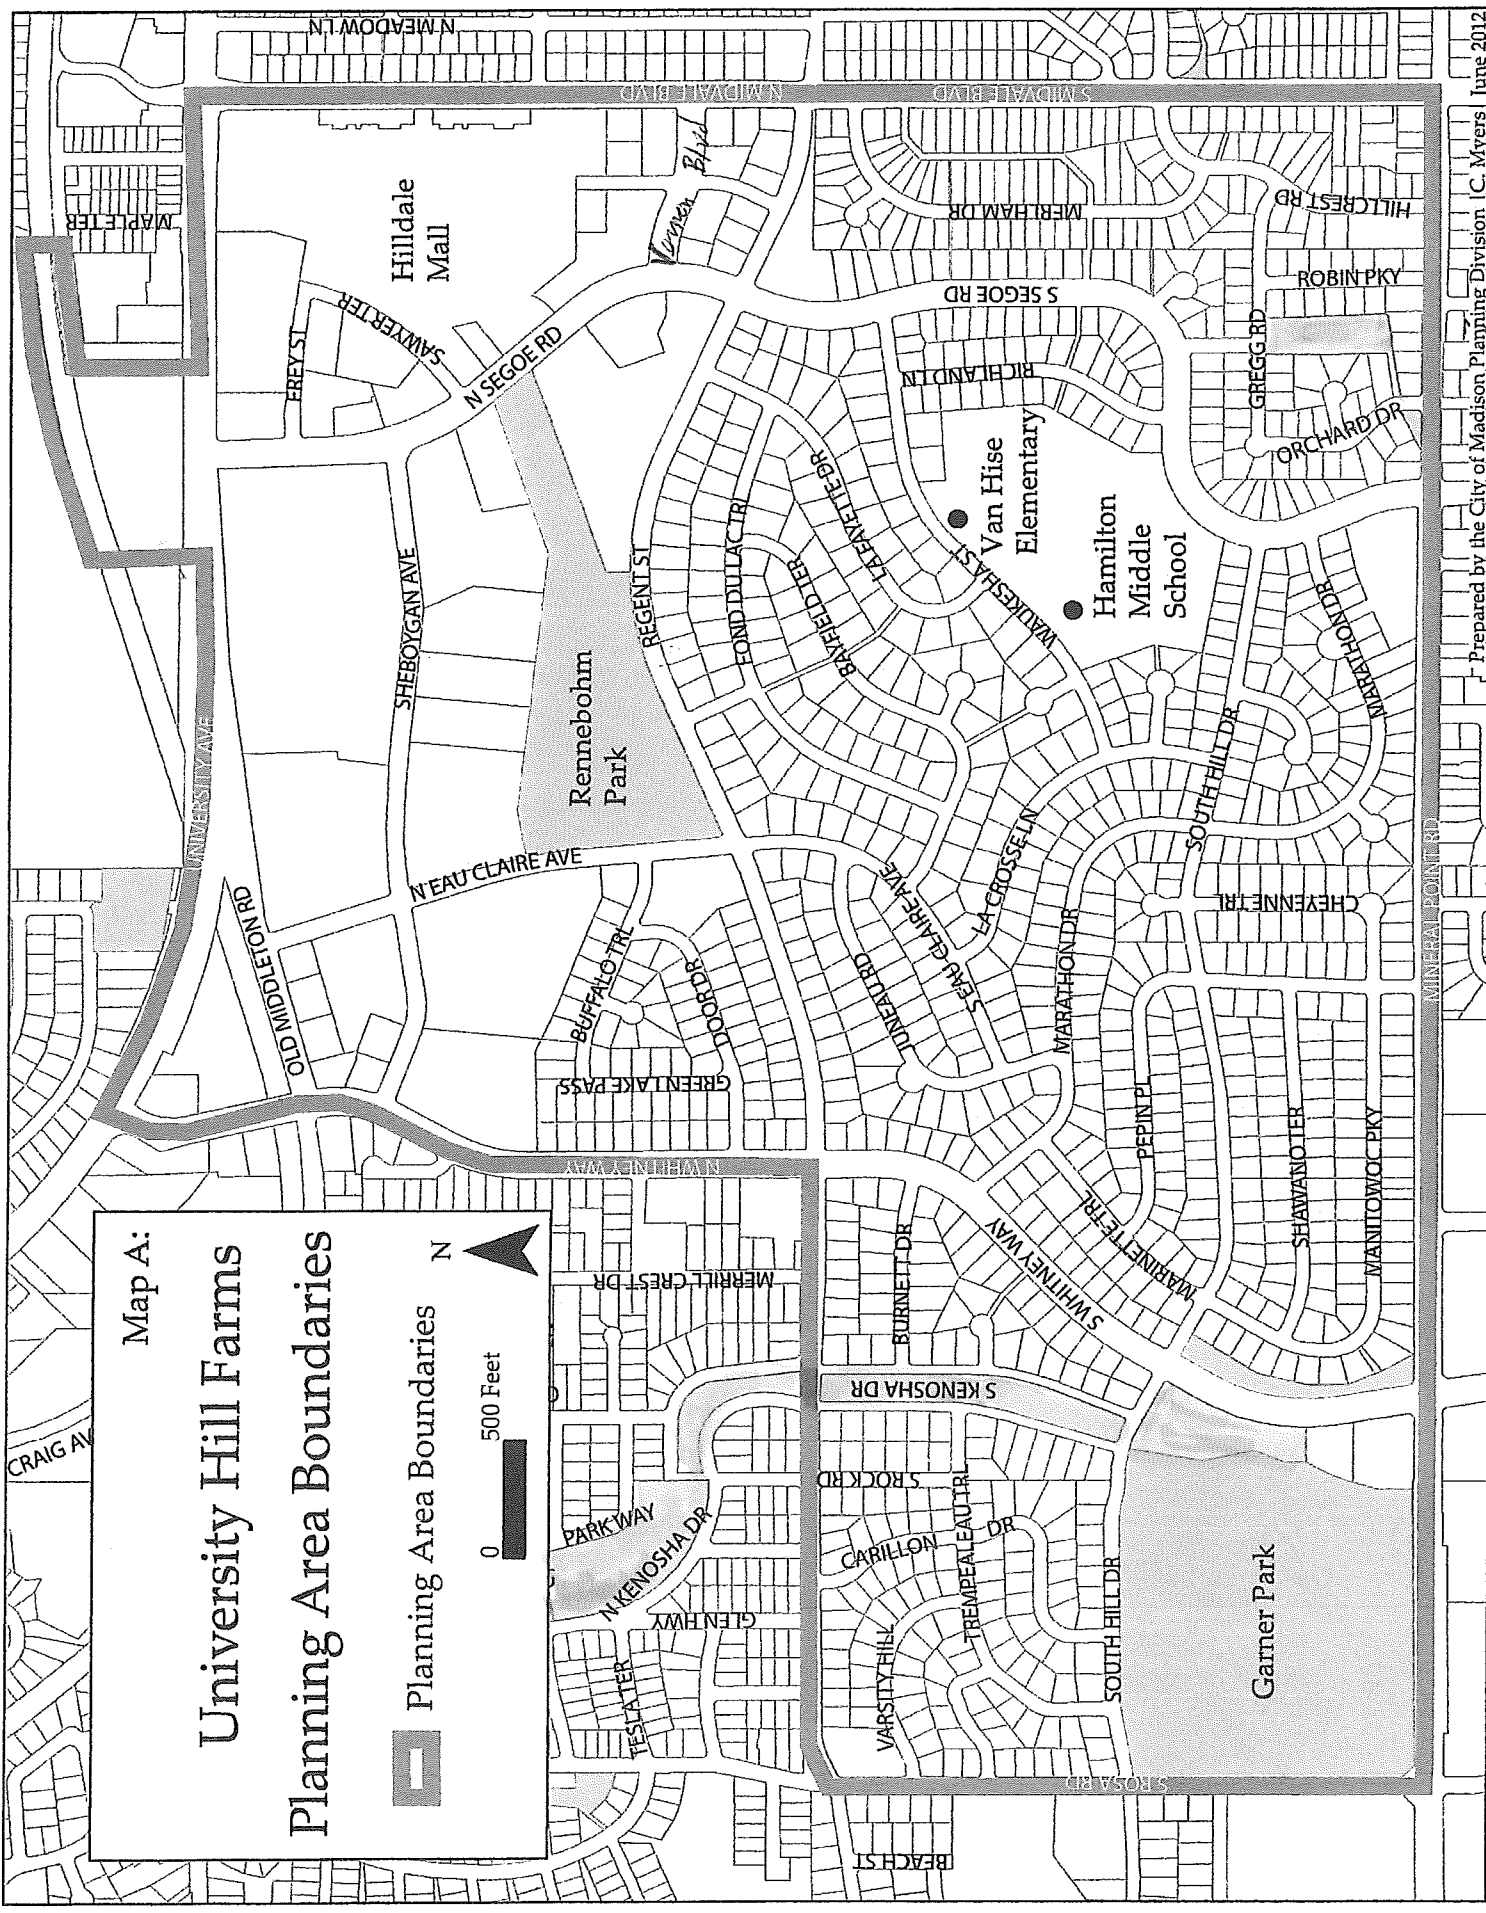 Map A:
University Hill Farms
Planning Area Boundaries
N
Planning Area Boundaries
0 500 Feet
CRAIG AV
N MEADOW LN
MAPLE TER
N MIDVALE BLVD
S MIDVALE BLVD
Hilldale
Mall
FREY ST
SAWYER TER
N SEGOE RD
Vernon Blvd
UNIVERSITY AVE
SHEBOYGAN AVE
OLD MIDDLETON RD
N EAU CLAIRE AVE
Rennebohm
Park
REGENT ST
FOND DU LAC TRL
BAYFIELD TER
LA FAYETTE DR
WAUKESHA ST
RICHLAND LN
S SEGOE RD
MERLHAM DR
HILLCREST RD
ROBIN PKY
GREGG RD
ORCHARD DR
Van Hise
Elementary
Hamilton
Middle
School
MARATHON DR
SOUTH HILL DR
BUFFALO TRL
DOOR DR
GREEN LAKE PASS
JUNEAU RD
S EAU CLAIRE AVE
LA CROSSE LN
MARATHON DR
CHEYENNE TRL
PEPIN PL
SHAWANO TER
MANITOWOC PKY
MARINETTE TRL
S WHITNEY WAY
N WHITNEY WAY
BURNETT DR
MERRILL CREST DR
S KENOSHA DR
S ROCK RD
PARK WAY
N KENOSHA DR
GLEN HWY
TESLA TER
CARILLON DR
TREMPEALEAU TRL
VARSITY HILL
SOUTH HILL DR
Garner Park
S ROSA RD
BEACH ST
MINERAL POINT RD
Prepared by the City of Madison Planning Division | C. Myers | June 2012